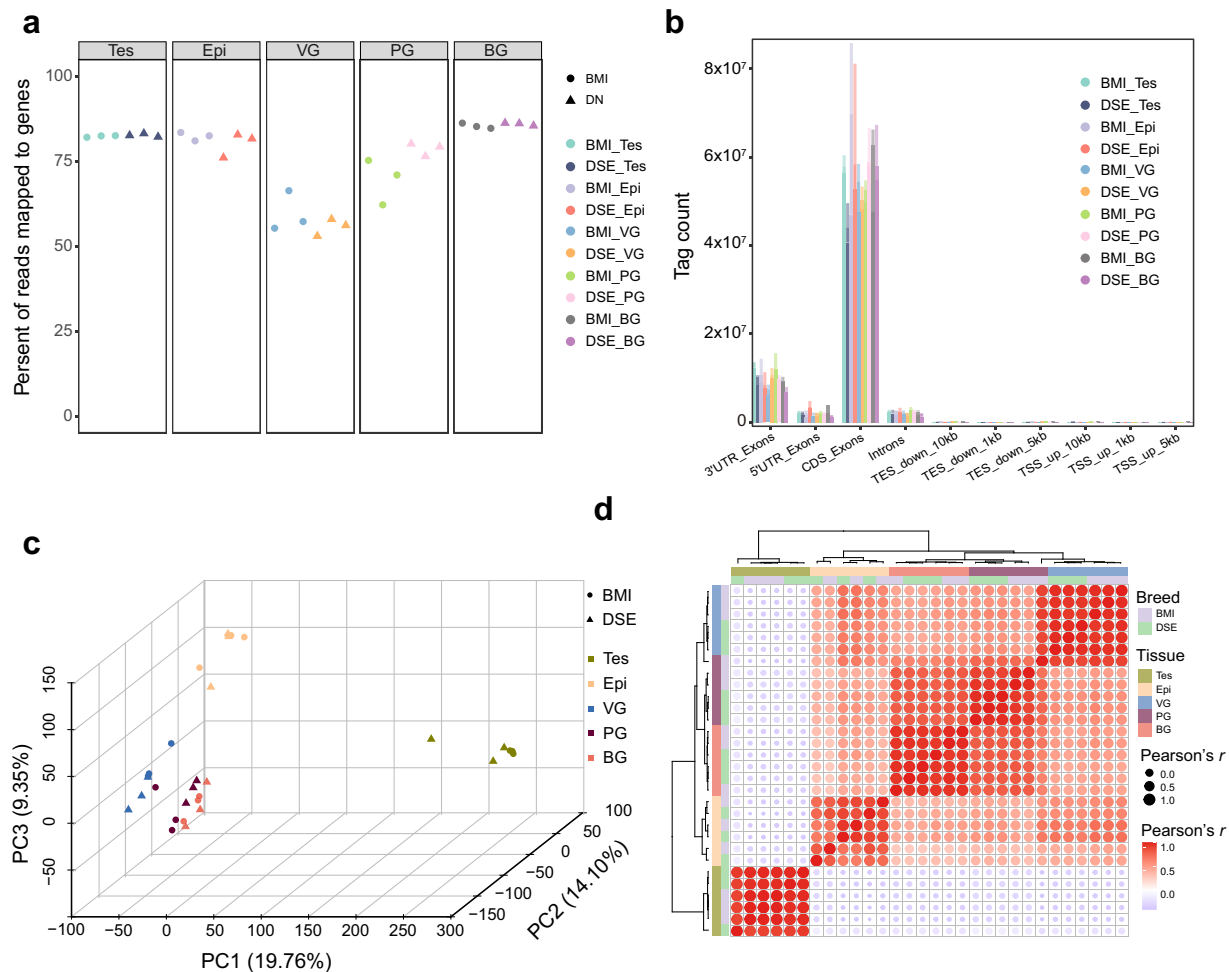 a
Tes Epi VG PG BG
Persent of reads mapped to genes
100
75
50
25
0
BMI
DN
BMI_Tes
DSE_Tes
BMI_Epi
DSE_Epi
BMI_VG
DSE_VG
BMI_PG
DSE_PG
BMI_BG
DSE_BG
b
Tag count
8x10⁷
6x10⁷
4x10⁷
2x10⁷
0
BMI_Tes
DSE_Tes
BMI_Epi
DSE_Epi
BMI_VG
DSE_VG
BMI_PG
DSE_PG
BMI_BG
DSE_BG
3'UTR_Exons 5'UTR_Exons CDS_Exons Introns TES_down_10kb TES_down_1kb TES_down_5kb TSS_up_10kb TSS_up_1kb TSS_up_5kb
c
PC3 (9.35%)
150
100
50
0
−50
−100 −50 0 50 100 150 200 250 300
PC1 (19.76%)
−150 −100 −50 0 50 100
PC2 (14.10%)
BMI
DSE
Tes
Epi
VG
PG
BG
d
Breed
BMI
DSE
Tissue
Tes
Epi
VG
PG
BG
Pearson's r
0.0
0.5
1.0
Pearson's r
1.0
0.5
0.0